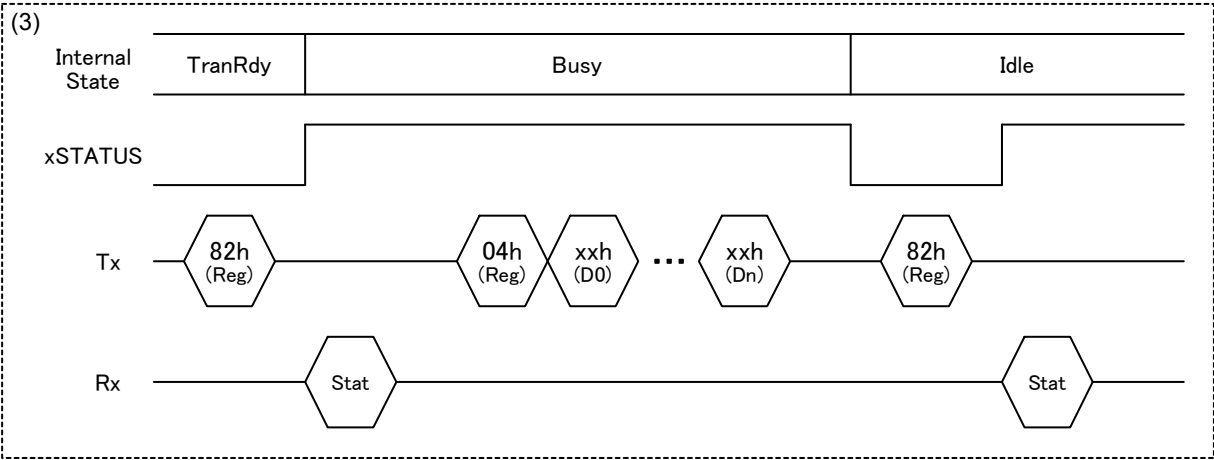 (3)
Internal
State
TranRdy
Busy
Idle
xSTATUS
Tx
82h
(Reg)
04h
(Reg)
xxh
(D0)
...
xxh
(Dn)
82h
(Reg)
Rx
Stat
Stat